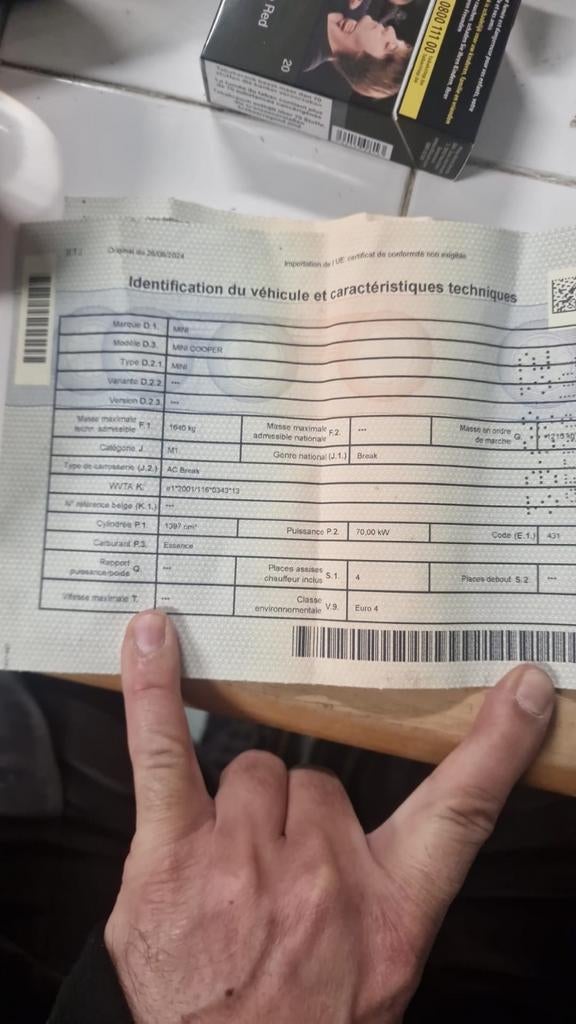 Red
20
0800 111 00
Original du 26/08/2024
Importation de l'UE certificat de conformité non exigible
Identification du véhicule et caractéristiques techniques
Marque D.1. MINI
Modèle D.3. MINI COOPER
Type D.2.1. MINI
Variante D.2.2. ---
Version D.2.3. ---
Masse maximale techn. admissible F.1. 1640 kg Masse maximale admissible nationale F.2. --- Masse en ordre de marche G.
Catégorie J. M1 Genre national (J.1.) Break
Type de carrosserie (J.2.) AC Break
WVTA K. e1*2001/116*0343*13
N° référence belge (K.1.) ---
Cylindrée P.1. 1397 cm³ Puissance P.2. 70,00 kW Code (E.1.) 431
Carburant P.3. Essence
Rapport puissance/poids Q. --- Places assises chauffeur inclus S.1. 4 Places debout S.2. ---
Vitesse maximale T. --- Classe environnementale V.9. Euro 4